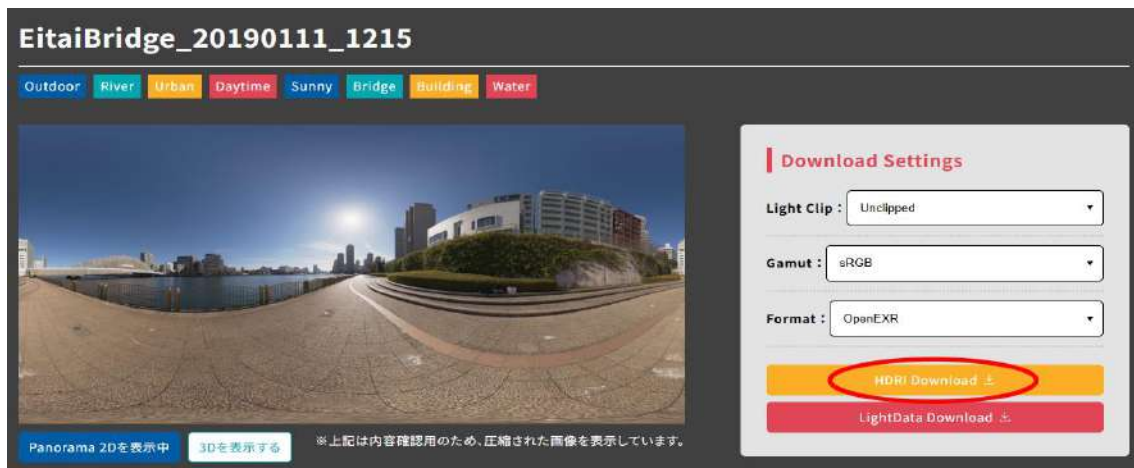 EitaiBridge_20190111_1215
Outdoor River Urban Daytime Sunny Bridge Building Water
Download Settings
Light Clip： Unclipped
Gamut： sRGB
Format： OpenEXR
HDRI Download
LightData Download
Panorama 2Dを表示中 3Dを表示する ※上記は内容確認用のため、圧縮された画像を表示しています。